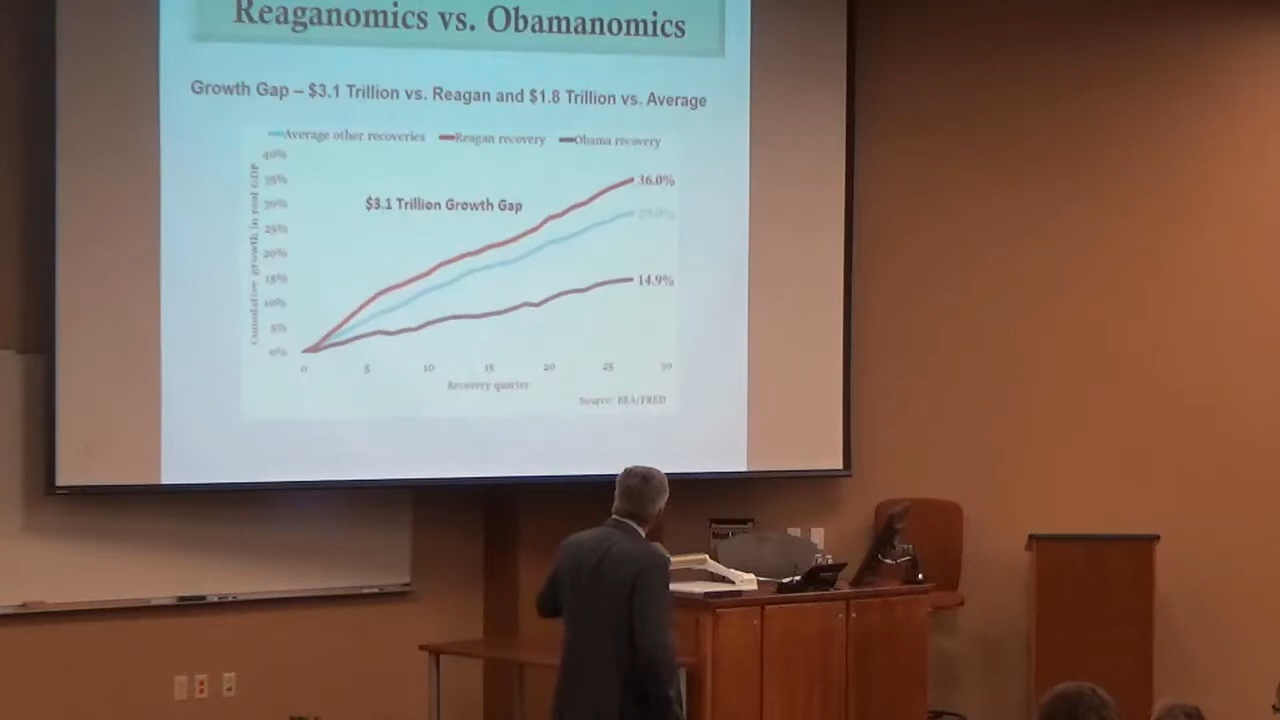 Reaganomics vs. Obamanomics
Growth Gap – $3.1 Trillion vs. Reagan and $1.8 Trillion vs. Average
Average other recoveries Reagan recovery Obama recovery
40%
35%
30%
25%
20%
15%
10%
5%
0%
Cumulative growth in real GDP
$3.1 Trillion Growth Gap
36.0%
14.9%
0 5 10 15 20 25 30
Recovery quarter
Source: BEA/FRED